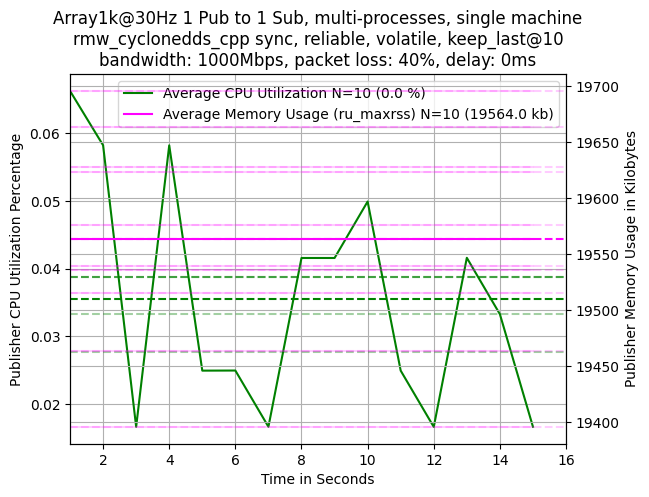 Array1k@30Hz 1 Pub to 1 Sub, multi-processes, single machine
rmw_cyclonedds_cpp sync, reliable, volatile, keep_last@10
bandwidth: 1000Mbps, packet loss: 40%, delay: 0ms
Average CPU Utilization N=10 (0.0 %)
Average Memory Usage (ru_maxrss) N=10 (19564.0 kb)
Publisher CPU Utilization Percentage
0.06
0.05
0.04
0.03
0.02
19700
19650
19600
19550
19500
19450
19400
Publisher Memory Usage in Kilobytes
2 4 6 8 10 12 14 16
Time in Seconds